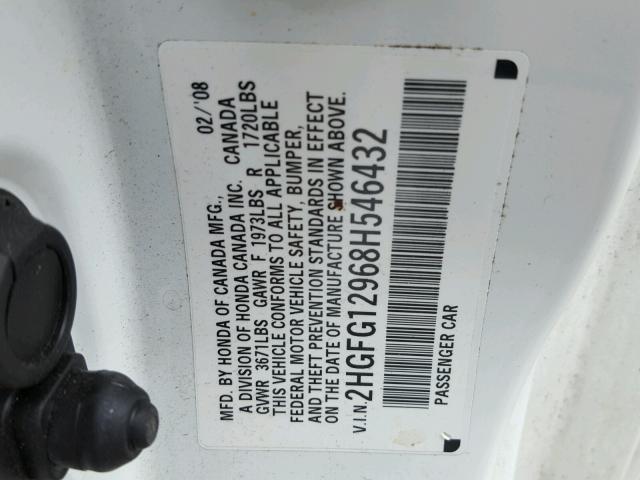 MFD. BY HONDA OF CANADA MFG., 02/'08
A DIVISION OF HONDA CANADA INC. CANADA
GVWR 3671LBS GAWR F 1973LBS R 1720LBS
THIS VEHICLE CONFORMS TO ALL APPLICABLE
FEDERAL MOTOR VEHICLE SAFETY, BUMPER,
AND THEFT PREVENTION STANDARDS IN EFFECT
ON THE DATE OF MANUFACTURE SHOWN ABOVE.
V.I.N. 2HGFG12968H546432
PASSENGER CAR